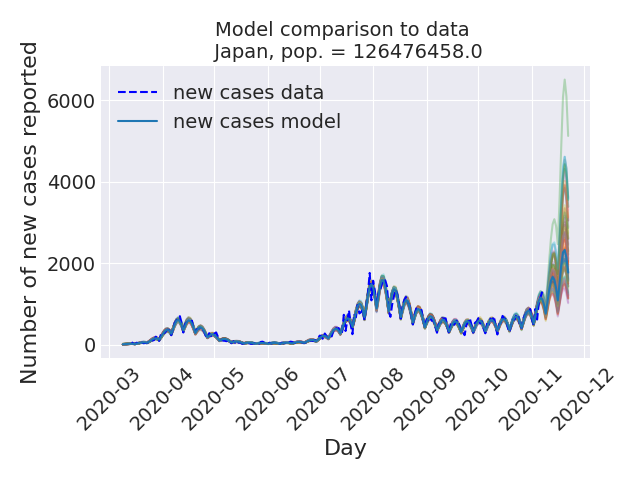 Model comparison to data
Japan, pop. = 126476458.0
Number of new cases reported
6000
4000
2000
0
new cases data
new cases model
2020-03
2020-04
2020-05
2020-06
2020-07
2020-08
2020-09
2020-10
2020-11
2020-12
Day